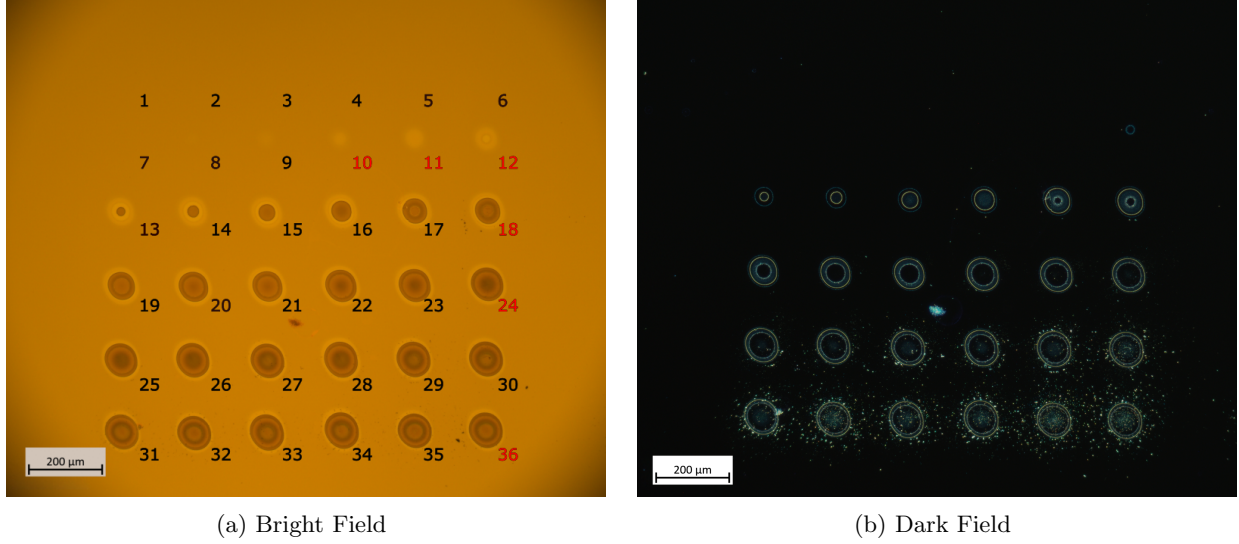 1 2 3 4 5 6
7 8 9 10 11 12
13 14 15 16 17 18
19 20 21 22 23 24
25 26 27 28 29 30
31 32 33 34 35 36
200 µm
200 µm
(a) Bright Field
(b) Dark Field